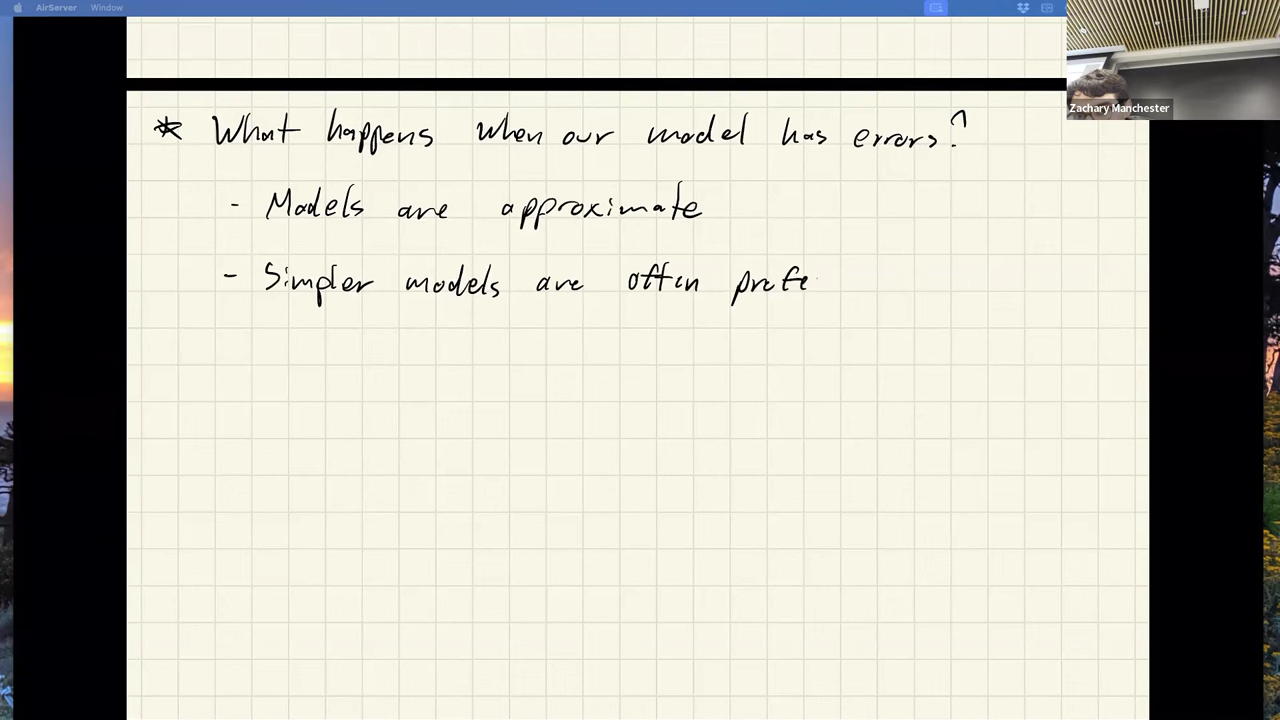 AirServer Window
Zachary Manchester
* What happens when our model has errors?
- Models are approximate
- Simpler models are often prefe